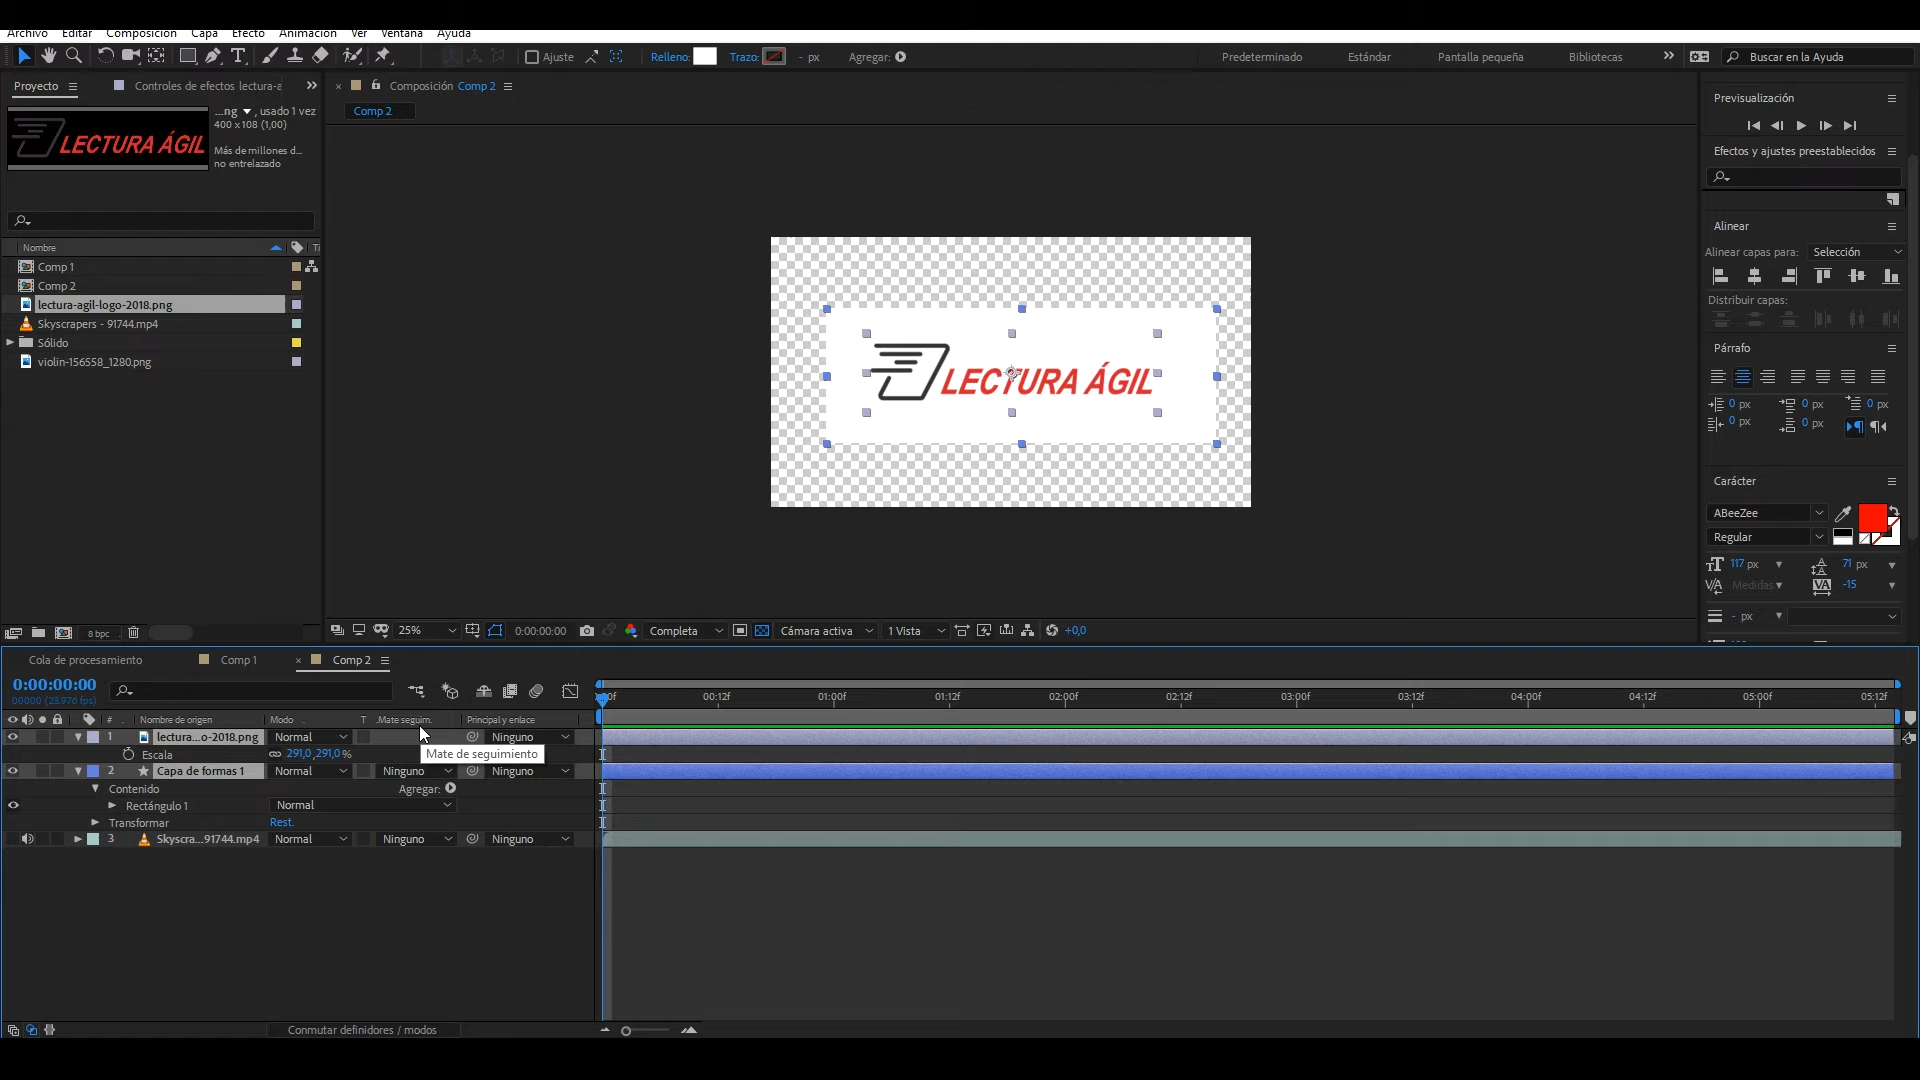 Archivo Editar Composición Capa Efecto Animación Ver Ventana Ayuda
Ajuste Relleno: Trazo: - px Agregar: Predeterminado Estándar Pantalla pequeña Bibliotecas Buscar en la Ayuda
Proyecto Controles de efectos lectura-a
...ng , usado 1 vez
400 x 108 (1,00)
Más de millones d...
no entrelazado
LECTURA ÁGIL
Nombre Ti
Comp 1
Comp 2
lectura-agil-logo-2018.png
Skyscrapers - 91744.mp4
Sólido
violin-156558_1280.png
8 bpc
Composición Comp 2
Comp 2
LECTURA ÁGIL
25% 0:00:00:00 Completa Cámara activa 1 Vista +0,0
Previsualización
Efectos y ajustes preestablecidos
Alinear
Alinear capas para: Selección
Distribuir capas:
Párrafo
0 px 0 px 0 px
0 px 0 px
Carácter
ABeeZee
Regular
117 px 71 px
Medidas -15
- px
Cola de procesamiento Comp 1 Comp 2
0:00:00:00
00000 (23.976 fps)
00:12f 01:00f 01:12f 02:00f 02:12f 03:00f 03:12f 04:00f 04:12f 05:00f 05:12f
# Nombre de origen Modo T .Mate seguim. Principal y enlace
1 lectura...o-2018.png Normal Ninguno
Escala 291,0,291,0 %
Mate de seguimiento
2 Capa de formas 1 Normal Ninguno Ninguno
Contenido Agregar:
Rectángulo 1 Normal
Transformar Rest.
3 Skyscra...91744.mp4 Normal Ninguno Ninguno
Conmutar definidores / modos